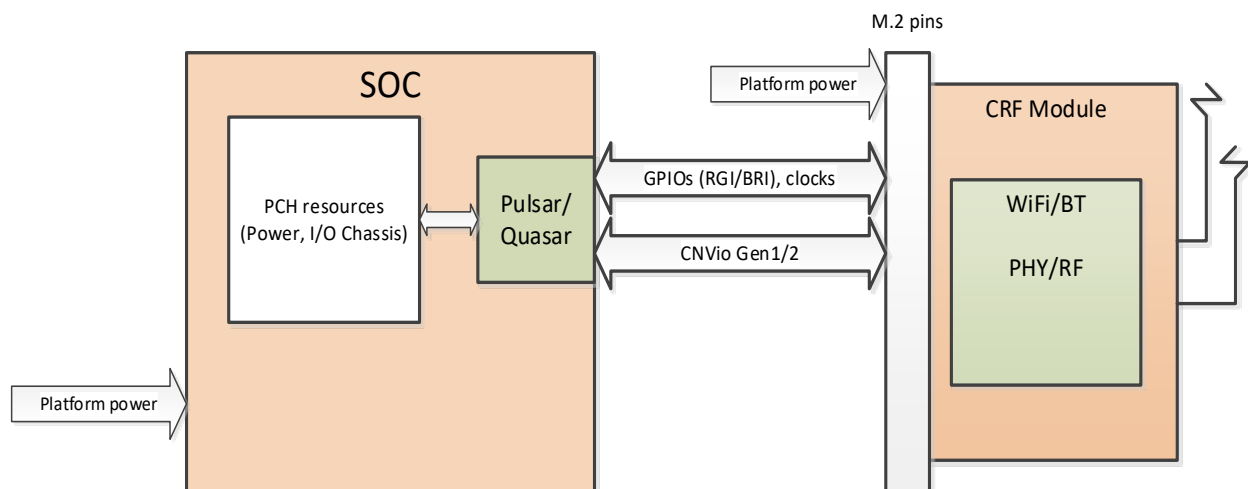 M.2 pins
SOC
Platform power
CRF Module
PCH resources
(Power, I/O Chassis)
Pulsar/
Quasar
GPIOs (RGI/BRI), clocks
CNVio Gen1/2
WiFi/BT
PHY/RF
Platform power